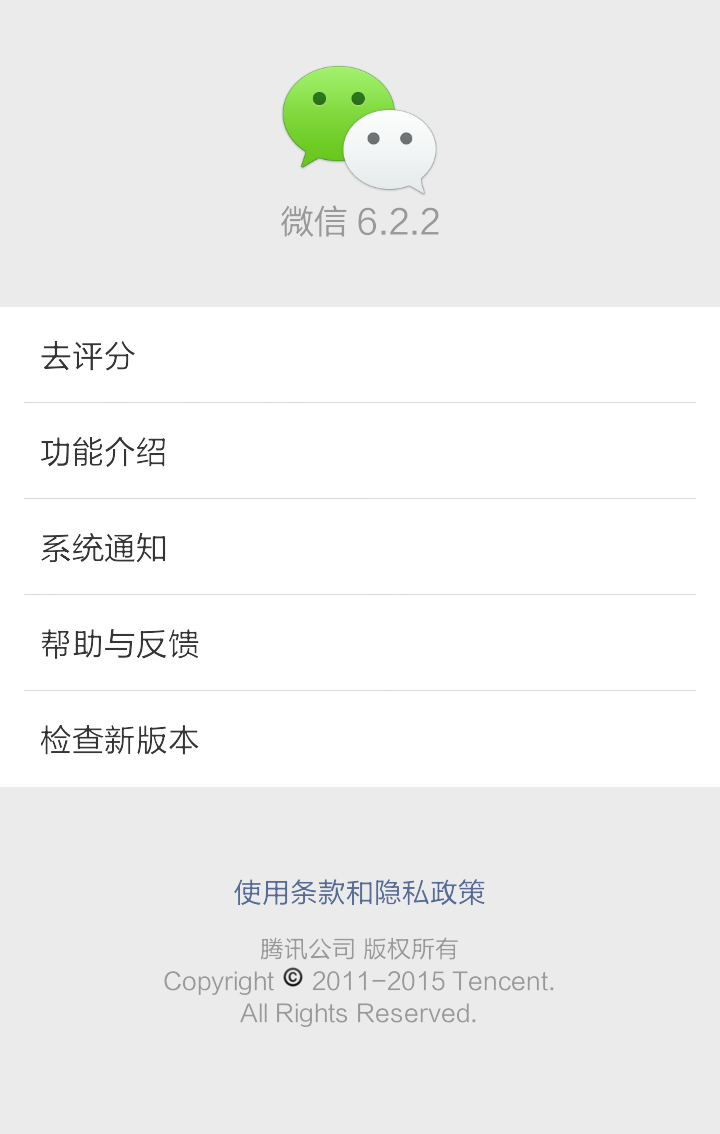 微信 6.2.2
去评分
功能介绍
系统通知
帮助与反馈
检查新版本
使用条款和隐私政策
腾讯公司 版权所有
Copyright © 2011-2015 Tencent.
All Rights Reserved.